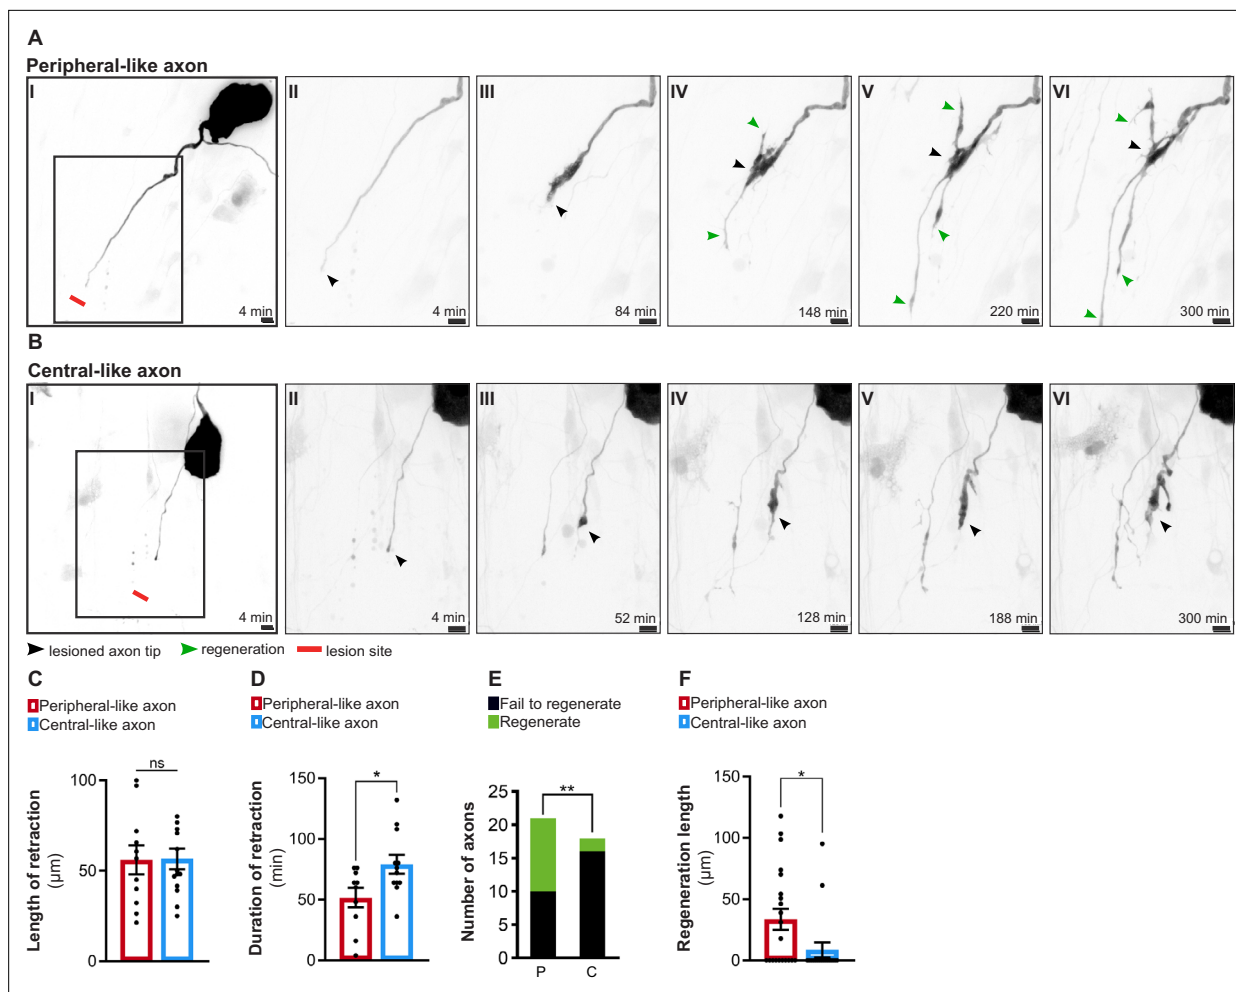 A
Peripheral-like axon
I
II
III
IV
V
VI
4 min
4 min
84 min
148 min
220 min
300 min
B
Central-like axon
I
II
III
IV
V
VI
4 min
4 min
52 min
128 min
188 min
300 min
lesioned axon tip
regeneration
lesion site
C
Peripheral-like axon
Central-like axon
ns
100
50
0
Length of retraction
(µm)
D
Peripheral-like axon
Central-like axon
*
150
100
50
0
Duration of retraction
(min)
E
Fail to regenerate
Regenerate
**
25
20
15
10
5
0
Number of axons
P C
F
Peripheral-like axon
Central-like axon
*
150
100
50
0
Regeneration length
(µm)